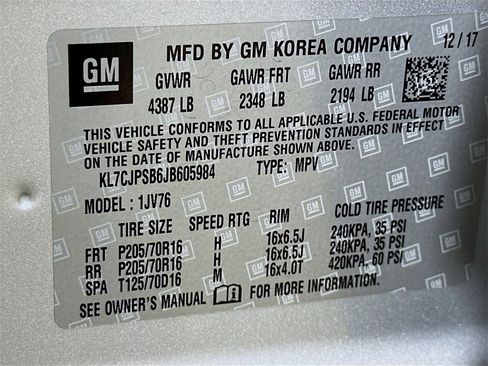 GM MFD BY GM KOREA COMPANY 12/17
GVWR GAWR FRT GAWR RR
4387 LB 2348 LB 2194 LB
THIS VEHICLE CONFORMS TO ALL APPLICABLE U.S. FEDERAL MOTOR
VEHICLE SAFETY AND THEFT PREVENTION STANDARDS IN EFFECT ON
THE DATE OF MANUFACTURE SHOWN ABOVE.
KL7CJPSB6JB605984 TYPE: MPV
MODEL: 1JV76
TIRE SIZE SPEED RTG RIM COLD TIRE PRESSURE
FRT P205/70R16 H 16x6.5J 240KPA, 35 PSI
RR P205/70R16 H 16x6.5J 240KPA, 35 PSI
SPA T125/70D16 M 16x4.0T 420KPA, 60 PSI
SEE OWNER'S MANUAL FOR MORE INFORMATION.